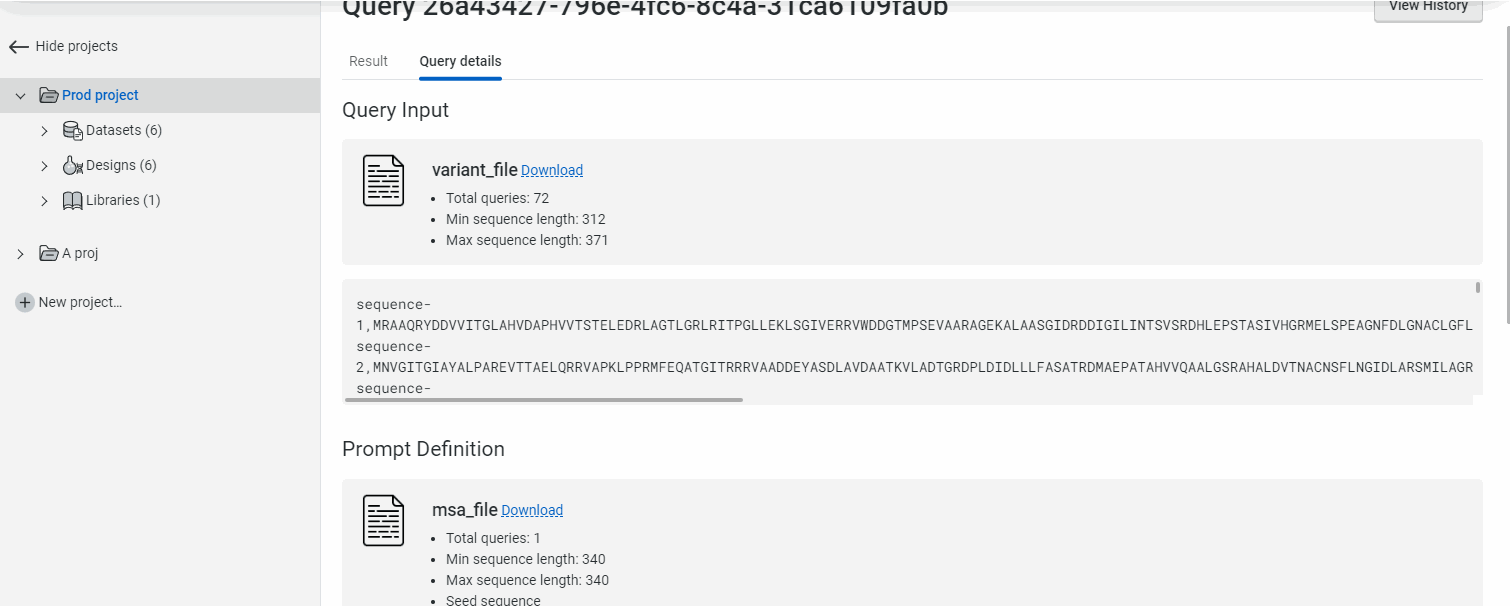 Query 26a43427-796e-4fc6-8c4a-31ca6109fa0b
View History
Hide projects
Result
Query details
Prod project
Datasets (6)
Designs (6)
Libraries (1)
A proj
New project...
Query Input
variant_file Download
Total queries: 72
Min sequence length: 312
Max sequence length: 371
sequence-
1,MRAAQRYDDVVITGLAHVDAPHVVTSTELEDRLAGTLGRLRITPGLLEKLSGIVERRVWDDGTMPSEVAARAGEKALAASGIDRDDIGILINTSVSRDHLEPSTASIVHGRMELSPEAGNFDLGNACLGFL
sequence-
2,MNVGITGIAYALPAREVTTAELQRRVAPKLPPRMFEQATGITRRRVAADDEYASDLAVDAATKVLADTGRDPLDIDLLLFASATRDMAEPATAHVVQAALGSRAHALDVTNACNSFLNGIDLARSMILAGR
sequence-
Prompt Definition
msa_file Download
Total queries: 1
Min sequence length: 340
Max sequence length: 340
Seed sequence